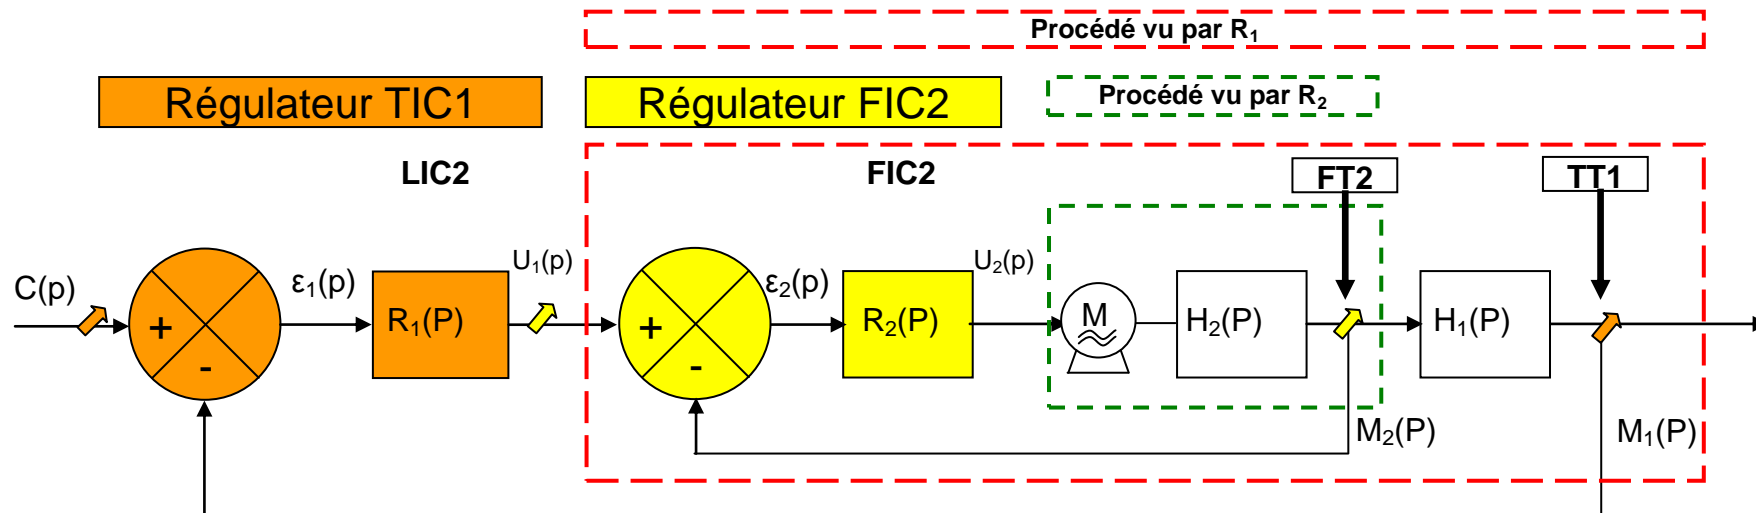 Procédé vu par R₁
Régulateur TIC1
Régulateur FIC2
Procédé vu par R₂
LIC2
FIC2
FT2
TT1
C(p)
+
-
ε₁(p)
R₁(P)
U₁(p)
+
-
ε₂(p)
R₂(P)
U₂(p)
M
H₂(P)
H₁(P)
M₂(P)
M₁(P)